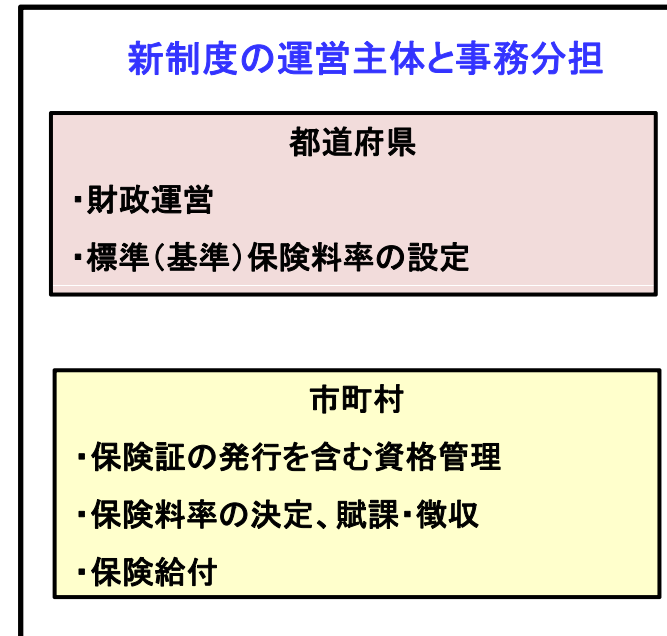 新制度の運営主体と事務分担
都道府県
・財政運営
・標準(基準)保険料率の設定
市町村
・保険証の発行を含む資格管理
・保険料率の決定、賦課・徴収
・保険給付